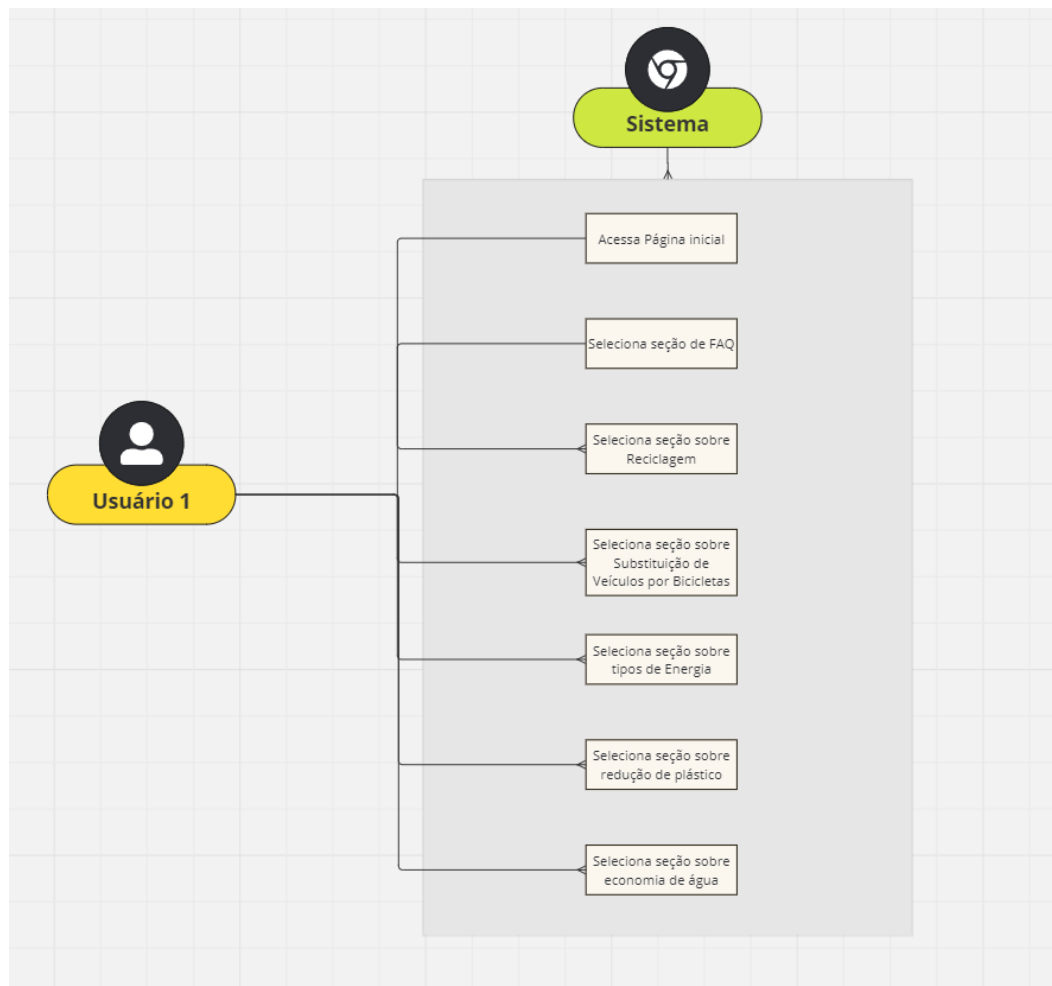 Sistema
Acessa Página inicial
Seleciona seção de FAQ
Seleciona seção sobre
Reciclagem
Usuário 1
Seleciona seção sobre
Substituição de
Veículos por Bicicletas
Seleciona seção sobre
tipos de Energia
Seleciona seção sobre
redução de plástico
Seleciona seção sobre
economia de água